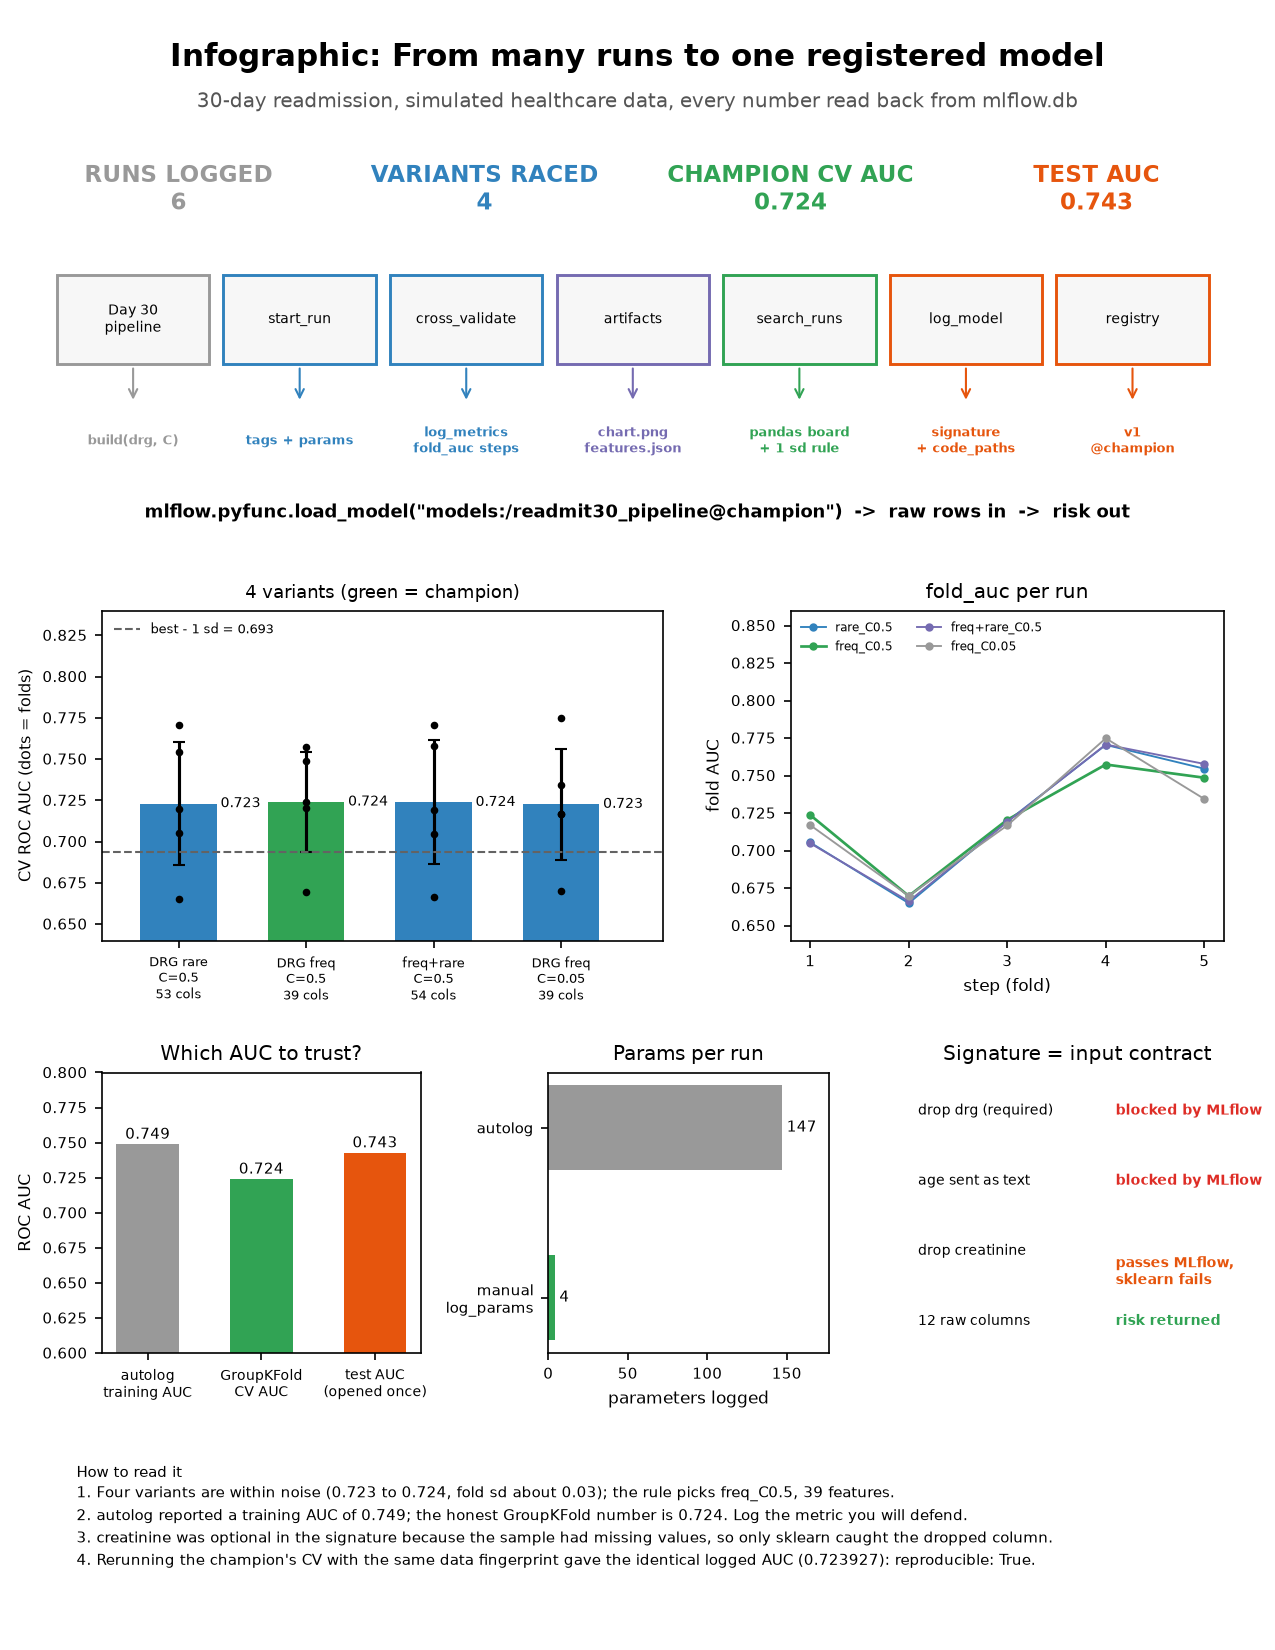 Infographic: From many runs to one registered model
30-day readmission, simulated healthcare data, every number read back from mlflow.db
RUNS LOGGED
6
VARIANTS RACED
4
CHAMPION CV AUC
0.724
TEST AUC
0.743
Day 30
pipeline
start_run
cross_validate
artifacts
search_runs
log_model
registry
build(drg, C)
tags + params
log_metrics
fold_auc steps
chart.png
features.json
pandas board
+ 1 sd rule
signature
+ code_paths
v1
@champion
mlflow.pyfunc.load_model("models:/readmit30_pipeline@champion")  ->  raw rows in  ->  risk out
4 variants (green = champion)
CV ROC AUC (dots = folds)
0.825
0.800
0.775
0.750
0.725
0.700
0.675
0.650
best - 1 sd = 0.693
0.723
0.724
0.724
0.723
DRG rare
C=0.5
53 cols
DRG freq
C=0.5
39 cols
freq+rare
C=0.5
54 cols
DRG freq
C=0.05
39 cols
fold_auc per run
fold AUC
0.850
0.825
0.800
0.775
0.750
0.725
0.700
0.675
0.650
rare_C0.5
freq_C0.5
freq+rare_C0.5
freq_C0.05
1 2 3 4 5
step (fold)
Which AUC to trust?
ROC AUC
0.800
0.775
0.750
0.725
0.700
0.675
0.650
0.625
0.600
0.749
0.724
0.743
autolog
training AUC
GroupKFold
CV AUC
test AUC
(opened once)
Params per run
autolog
147
manual
log_params
4
0 50 100 150
parameters logged
Signature = input contract
drop drg (required)
blocked by MLflow
age sent as text
blocked by MLflow
drop creatinine
passes MLflow,
sklearn fails
12 raw columns
risk returned
How to read it
1. Four variants are within noise (0.723 to 0.724, fold sd about 0.03); the rule picks freq_C0.5, 39 features.
2. autolog reported a training AUC of 0.749; the honest GroupKFold number is 0.724. Log the metric you will defend.
3. creatinine was optional in the signature because the sample had missing values, so only sklearn caught the dropped column.
4. Rerunning the champion's CV with the same data fingerprint gave the identical logged AUC (0.723927): reproducible: True.